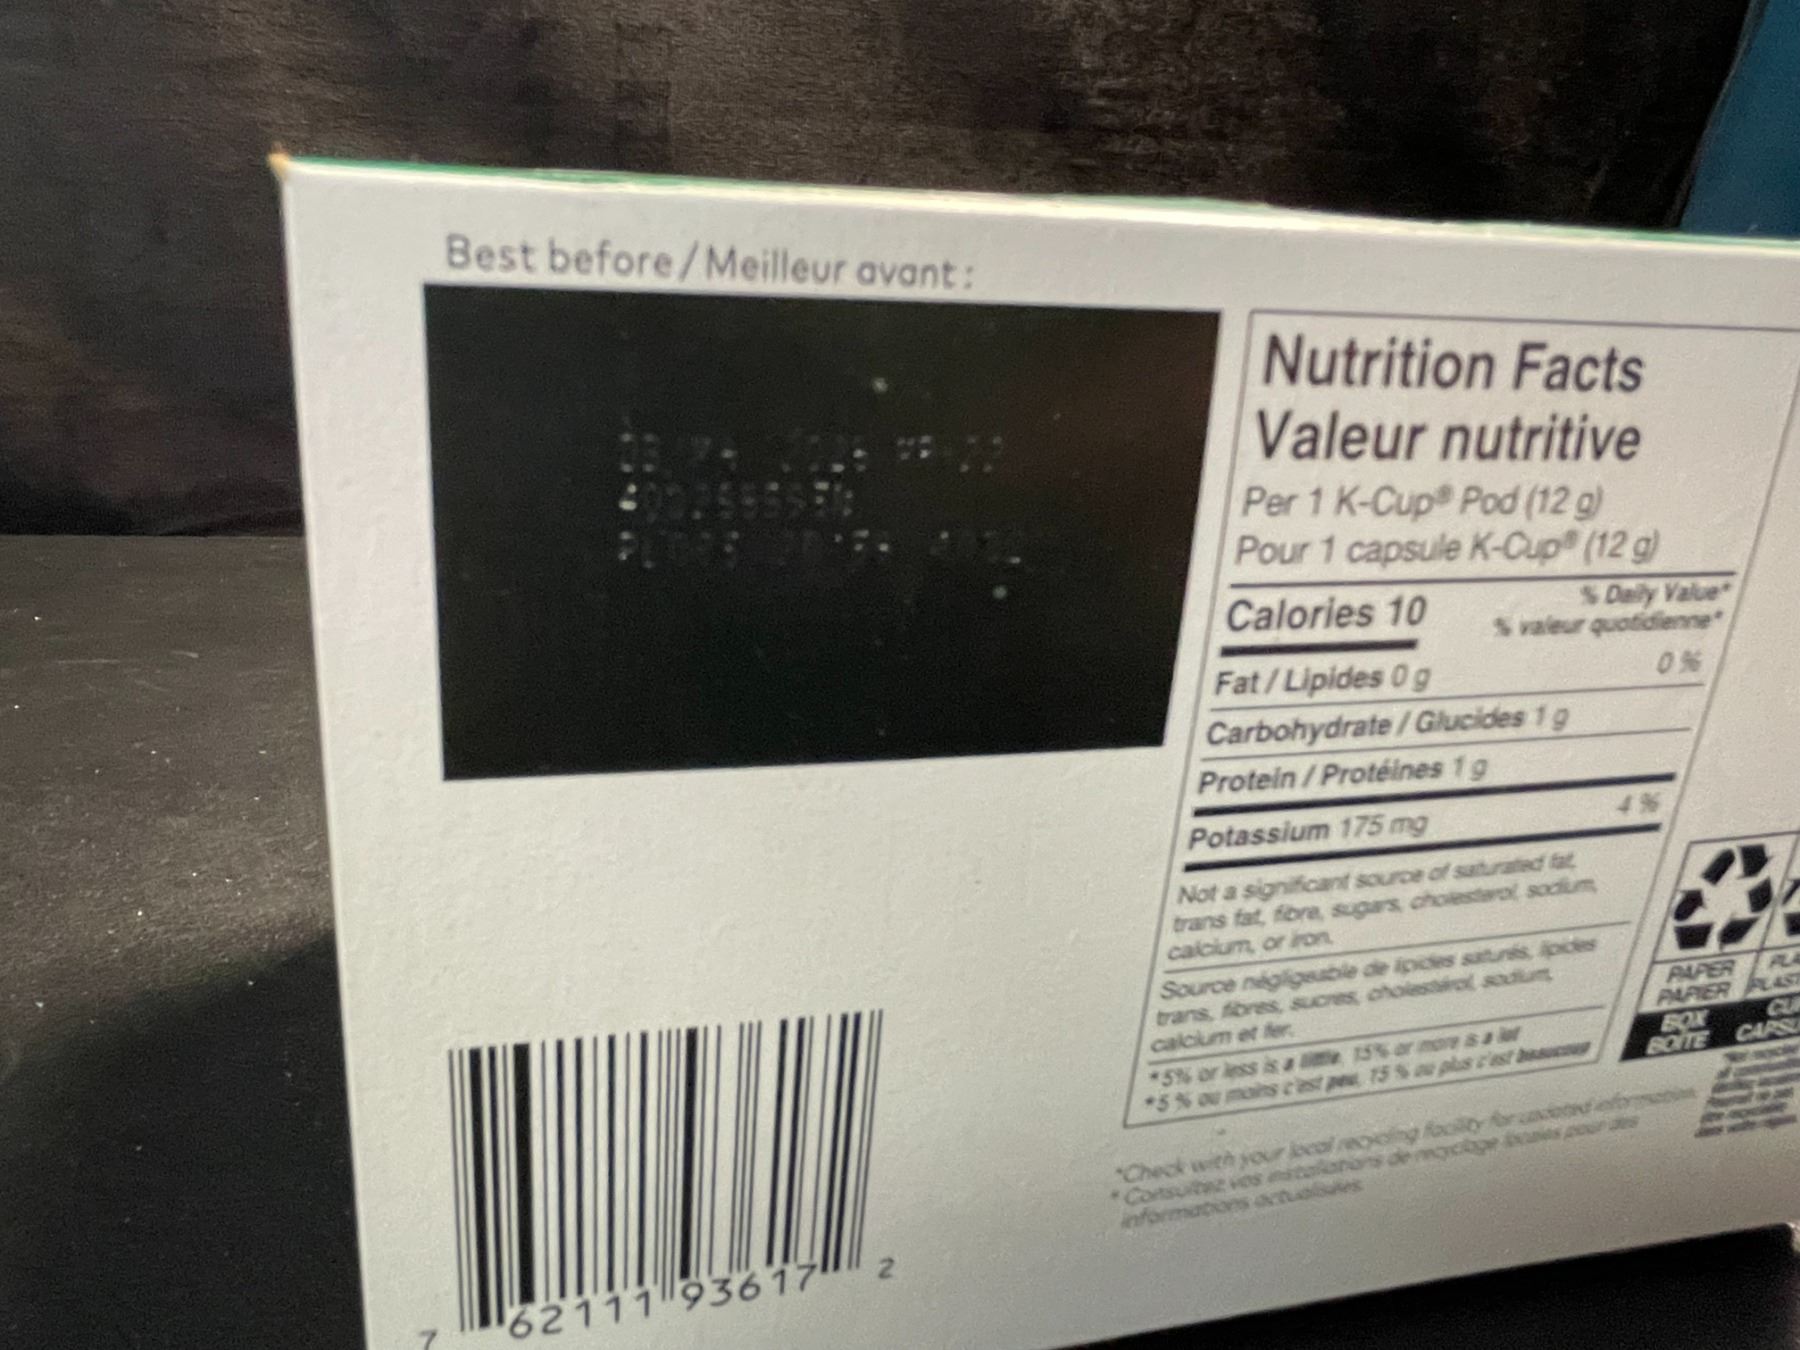 Best before/Meilleur avant:
Nutrition Facts
Valeur nutritive
Per 1 K-Cup® Pod (12 g)
Pour 1 capsule K-Cup® (12 g)
% Daily Value*
Calories 10
% valeur quotidienne*
Fat / Lipides 0 g
0 %
Carbohydrate / Glucides 1 g
Protein / Protéines 1 g
Potassium 175 mg
4 %
Not a significant source of saturated fat,
trans fat, fibre, sugars, cholesterol, sodium,
calcium, or iron.
Source négligeable de lipides saturés, lipides
trans, fibres, sucres, cholestérol, sodium,
calcium et fer.
*5% or less is a little, 15% or more is a lot
*5 % ou moins c'est peu, 15 % ou plus c'est beaucoup
*Check with your local recycling facility for updated information.
*Consultez vos installations de recyclage locales pour des
informations actualisées.
PAPER
PAPIER
BOX
BOÎTE
PLA
PLAST
CU
CAPSU
7 62111 93617 2